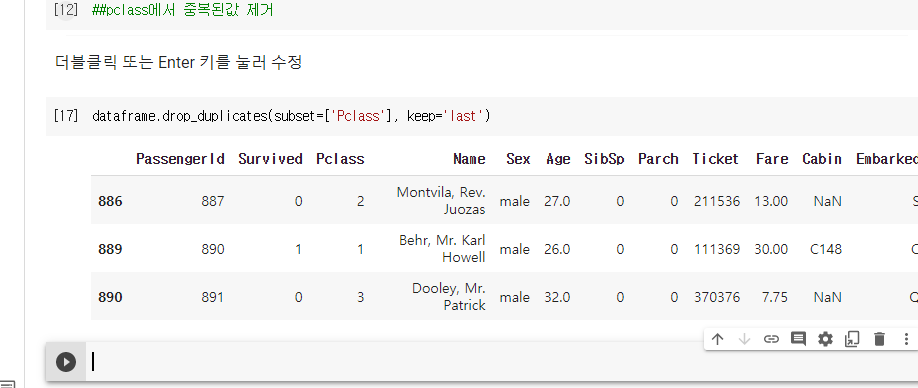 [12] ##pclass에서 중복된값 제거
더블클릭 또는 Enter 키를 눌러 수정
[17] dataframe.drop_duplicates(subset=['Pclass'], keep='last')
PassengerId Survived Pclass Name Sex Age SibSp Parch Ticket Fare Cabin Embarked
886 887 0 2 Montvila, Rev. Juozas male 27.0 0 0 211536 13.00 NaN S
889 890 1 1 Behr, Mr. Karl Howell male 26.0 0 0 111369 30.00 C148 C
890 891 0 3 Dooley, Mr. Patrick male 32.0 0 0 370376 7.75 NaN Q